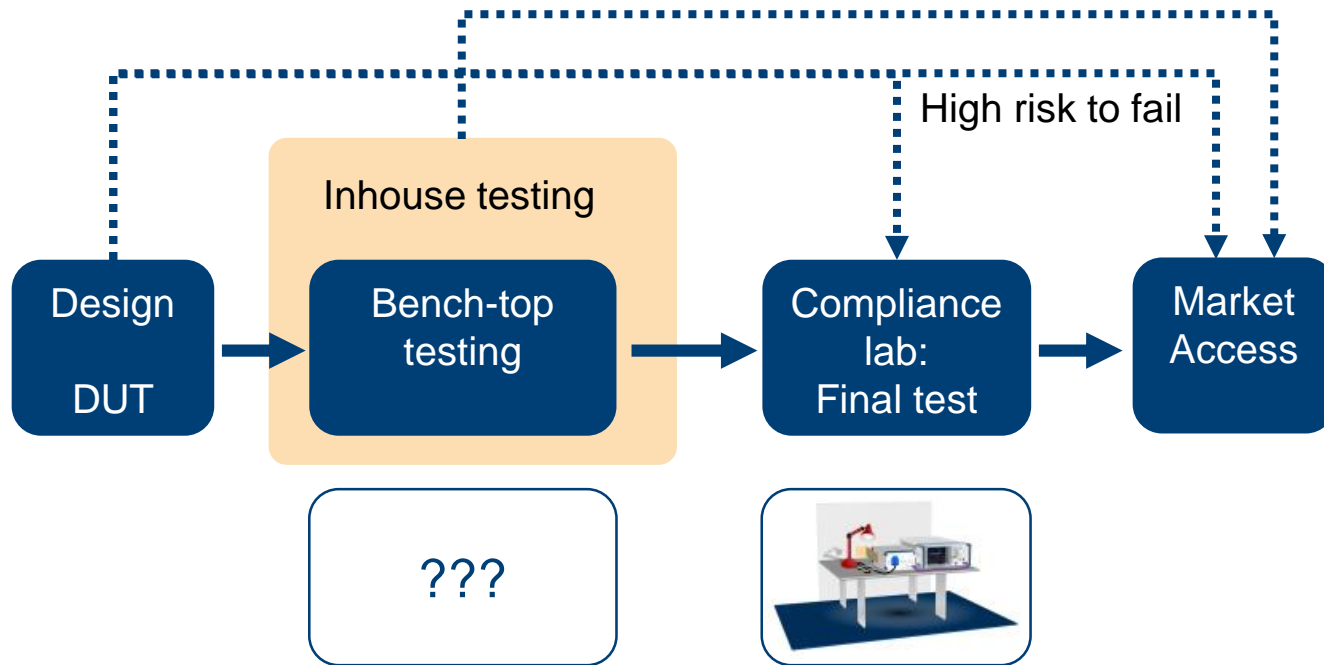 High risk to fail
Inhouse testing
Design
DUT
Bench-top
testing
Compliance
lab:
Final test
Market
Access
???